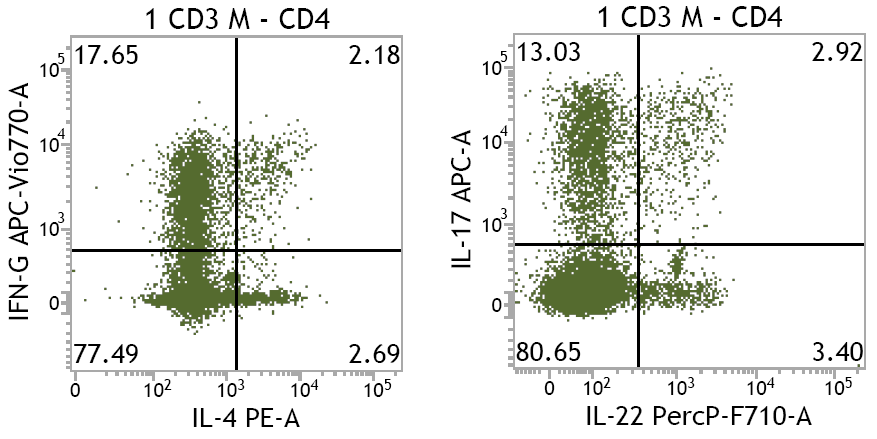 1 CD3 M - CD4
17.65 2.18
10^5
10^4
10^3
0
77.49 2.69
0 10^2 10^3 10^4 10^5
IFN-G APC-Vio770-A
IL-4 PE-A
1 CD3 M - CD4
13.03 2.92
10^5
10^4
10^3
0
80.65 3.40
0 10^2 10^3 10^4 10^5
IL-17 APC-A
IL-22 PercP-F710-A